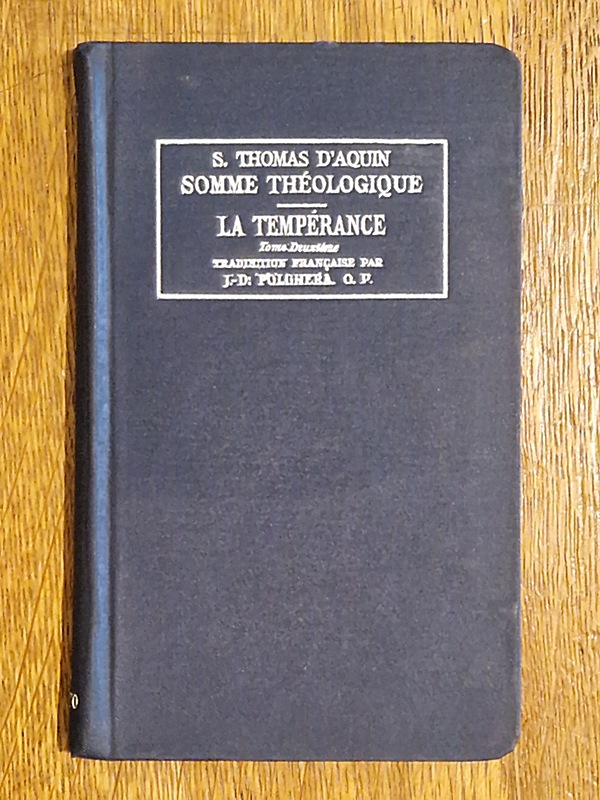 S. THOMAS D'AQUIN
SOMME THÉOLOGIQUE
LA TEMPÉRANCE
Tome Deuxième
TRADUCTION FRANÇAISE PAR
J.-D. FOLGHERA. O. P.